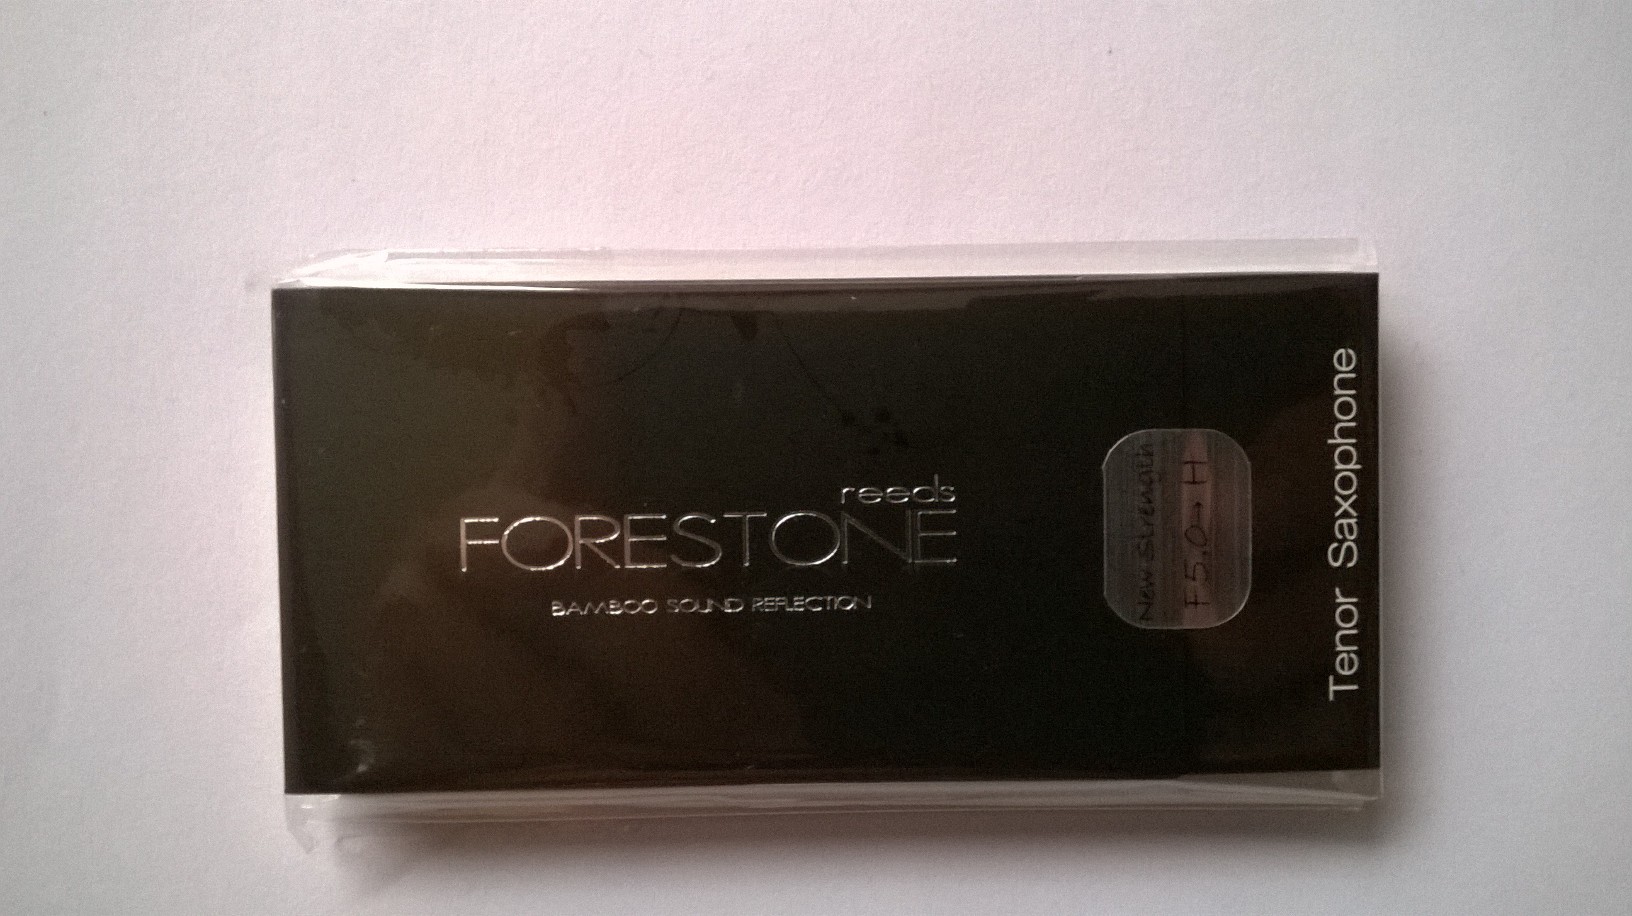 reeds
FORESTONE
BAMBOO SOUND REFLECTION
New Strength
F5.0→H
Tenor Saxophone